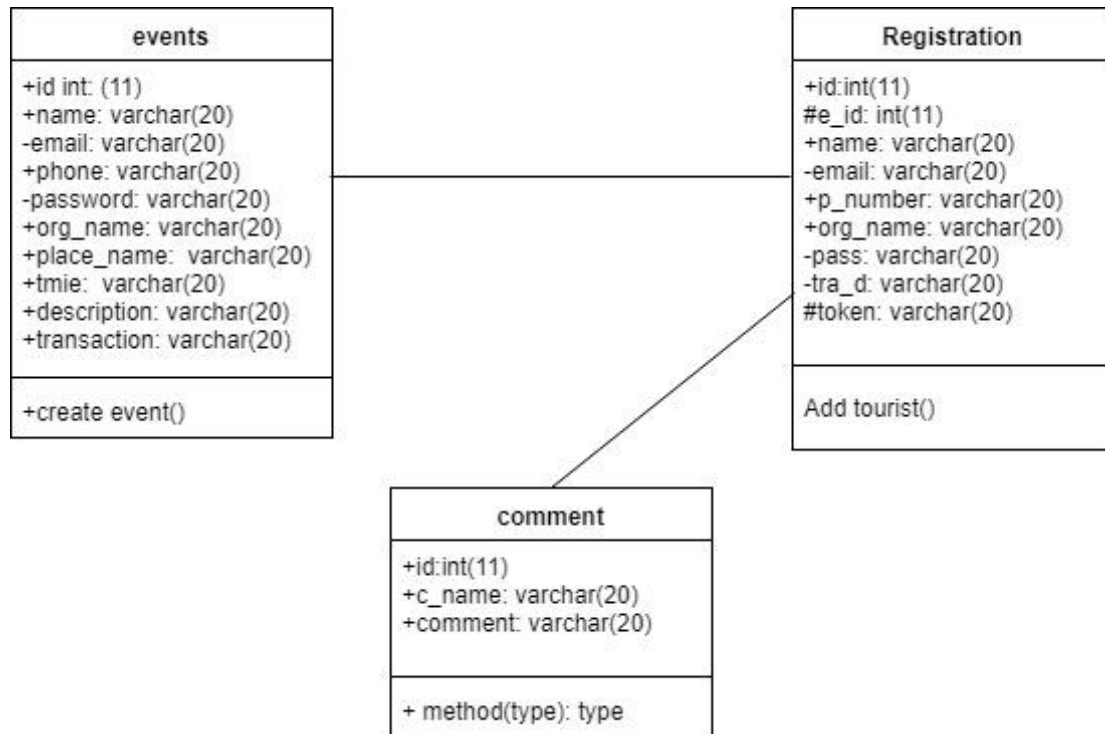 events
+id int: (11)
+name: varchar(20)
-email: varchar(20)
+phone: varchar(20)
-password: varchar(20)
+org_name: varchar(20)
+place_name:  varchar(20)
+tmie:  varchar(20)
+description: varchar(20)
+transaction: varchar(20)
+create event()
Registration
+id:int(11)
#e_id: int(11)
+name: varchar(20)
-email: varchar(20)
+p_number: varchar(20)
+org_name: varchar(20)
-pass: varchar(20)
-tra_d: varchar(20)
#token: varchar(20)
Add tourist()
comment
+id:int(11)
+c_name: varchar(20)
+comment: varchar(20)
+ method(type): type